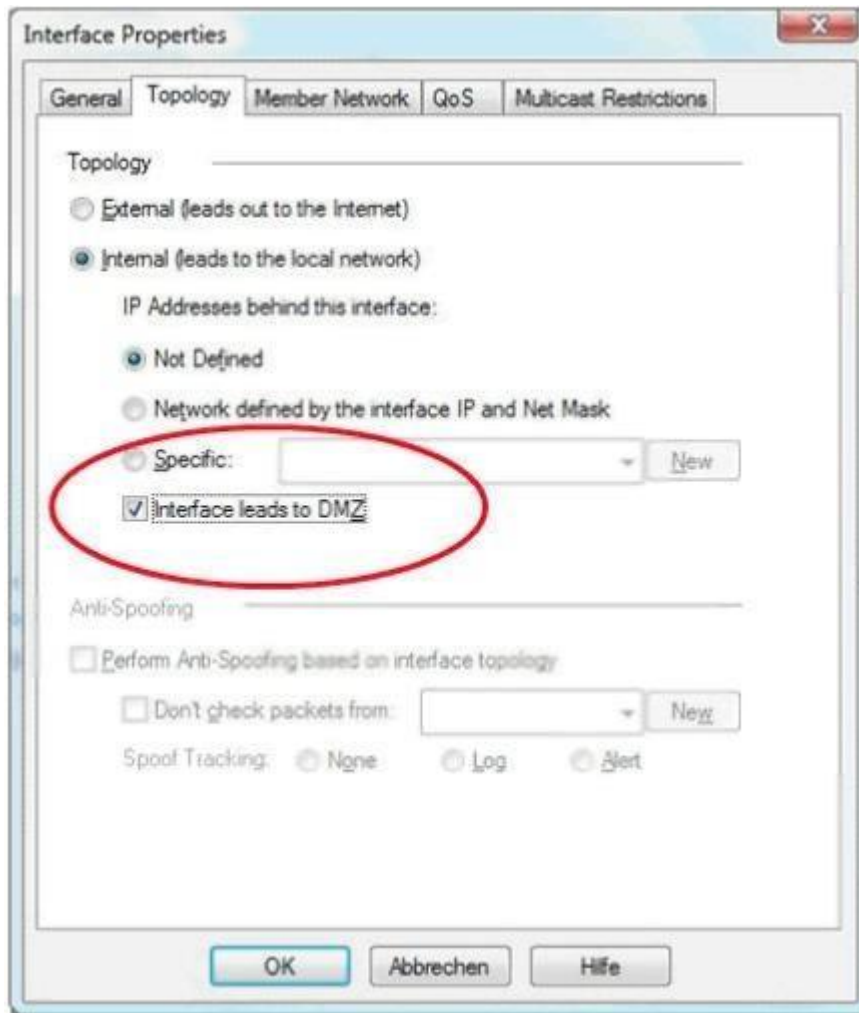 Interface Properties
General Topology Member Network QoS Multicast Restrictions
Topology
External (leads out to the Internet)
Internal (leads to the local network)
IP Addresses behind this interface:
Not Defined
Network defined by the interface IP and Net Mask
Specific: New
Interface leads to DMZ
Anti-Spoofing
Perform Anti-Spoofing based on interface topology
Don't check packets from: New
Spoof Tracking: None Log Alert
OK Abbrechen Hilfe